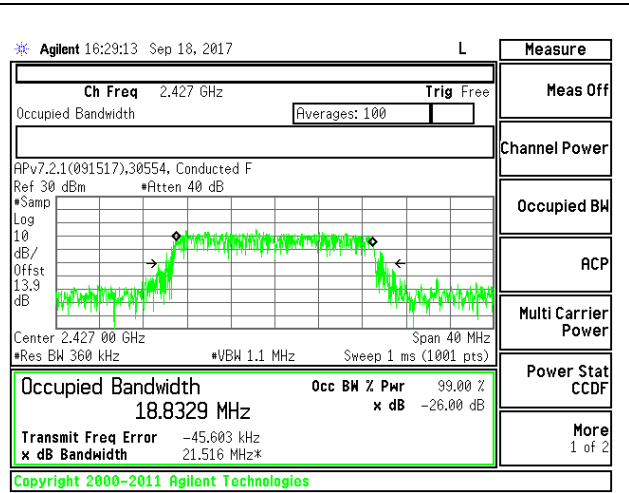 Agilent 16:29:13 Sep 18, 2017 L Measure
Ch Freq 2.427 GHz Trig Free
Occupied Bandwidth Averages: 100
APv7.2.1(091517),30554, Conducted F
Ref 30 dBm #Atten 40 dB
#Samp
Log
10
dB/
Offst
13.9
dB
Center 2.427 00 GHz Span 40 MHz
#Res BW 360 kHz #VBW 1.1 MHz Sweep 1 ms (1001 pts)
Occupied Bandwidth Occ BW % Pwr 99.00 %
18.8329 MHz x dB -26.00 dB
Transmit Freq Error -45.603 kHz
x dB Bandwidth 21.516 MHz*
Copyright 2000-2011 Agilent Technologies
Meas Off
Channel Power
Occupied BW
ACP
Multi Carrier
Power
Power Stat
CCDF
More
1 of 2